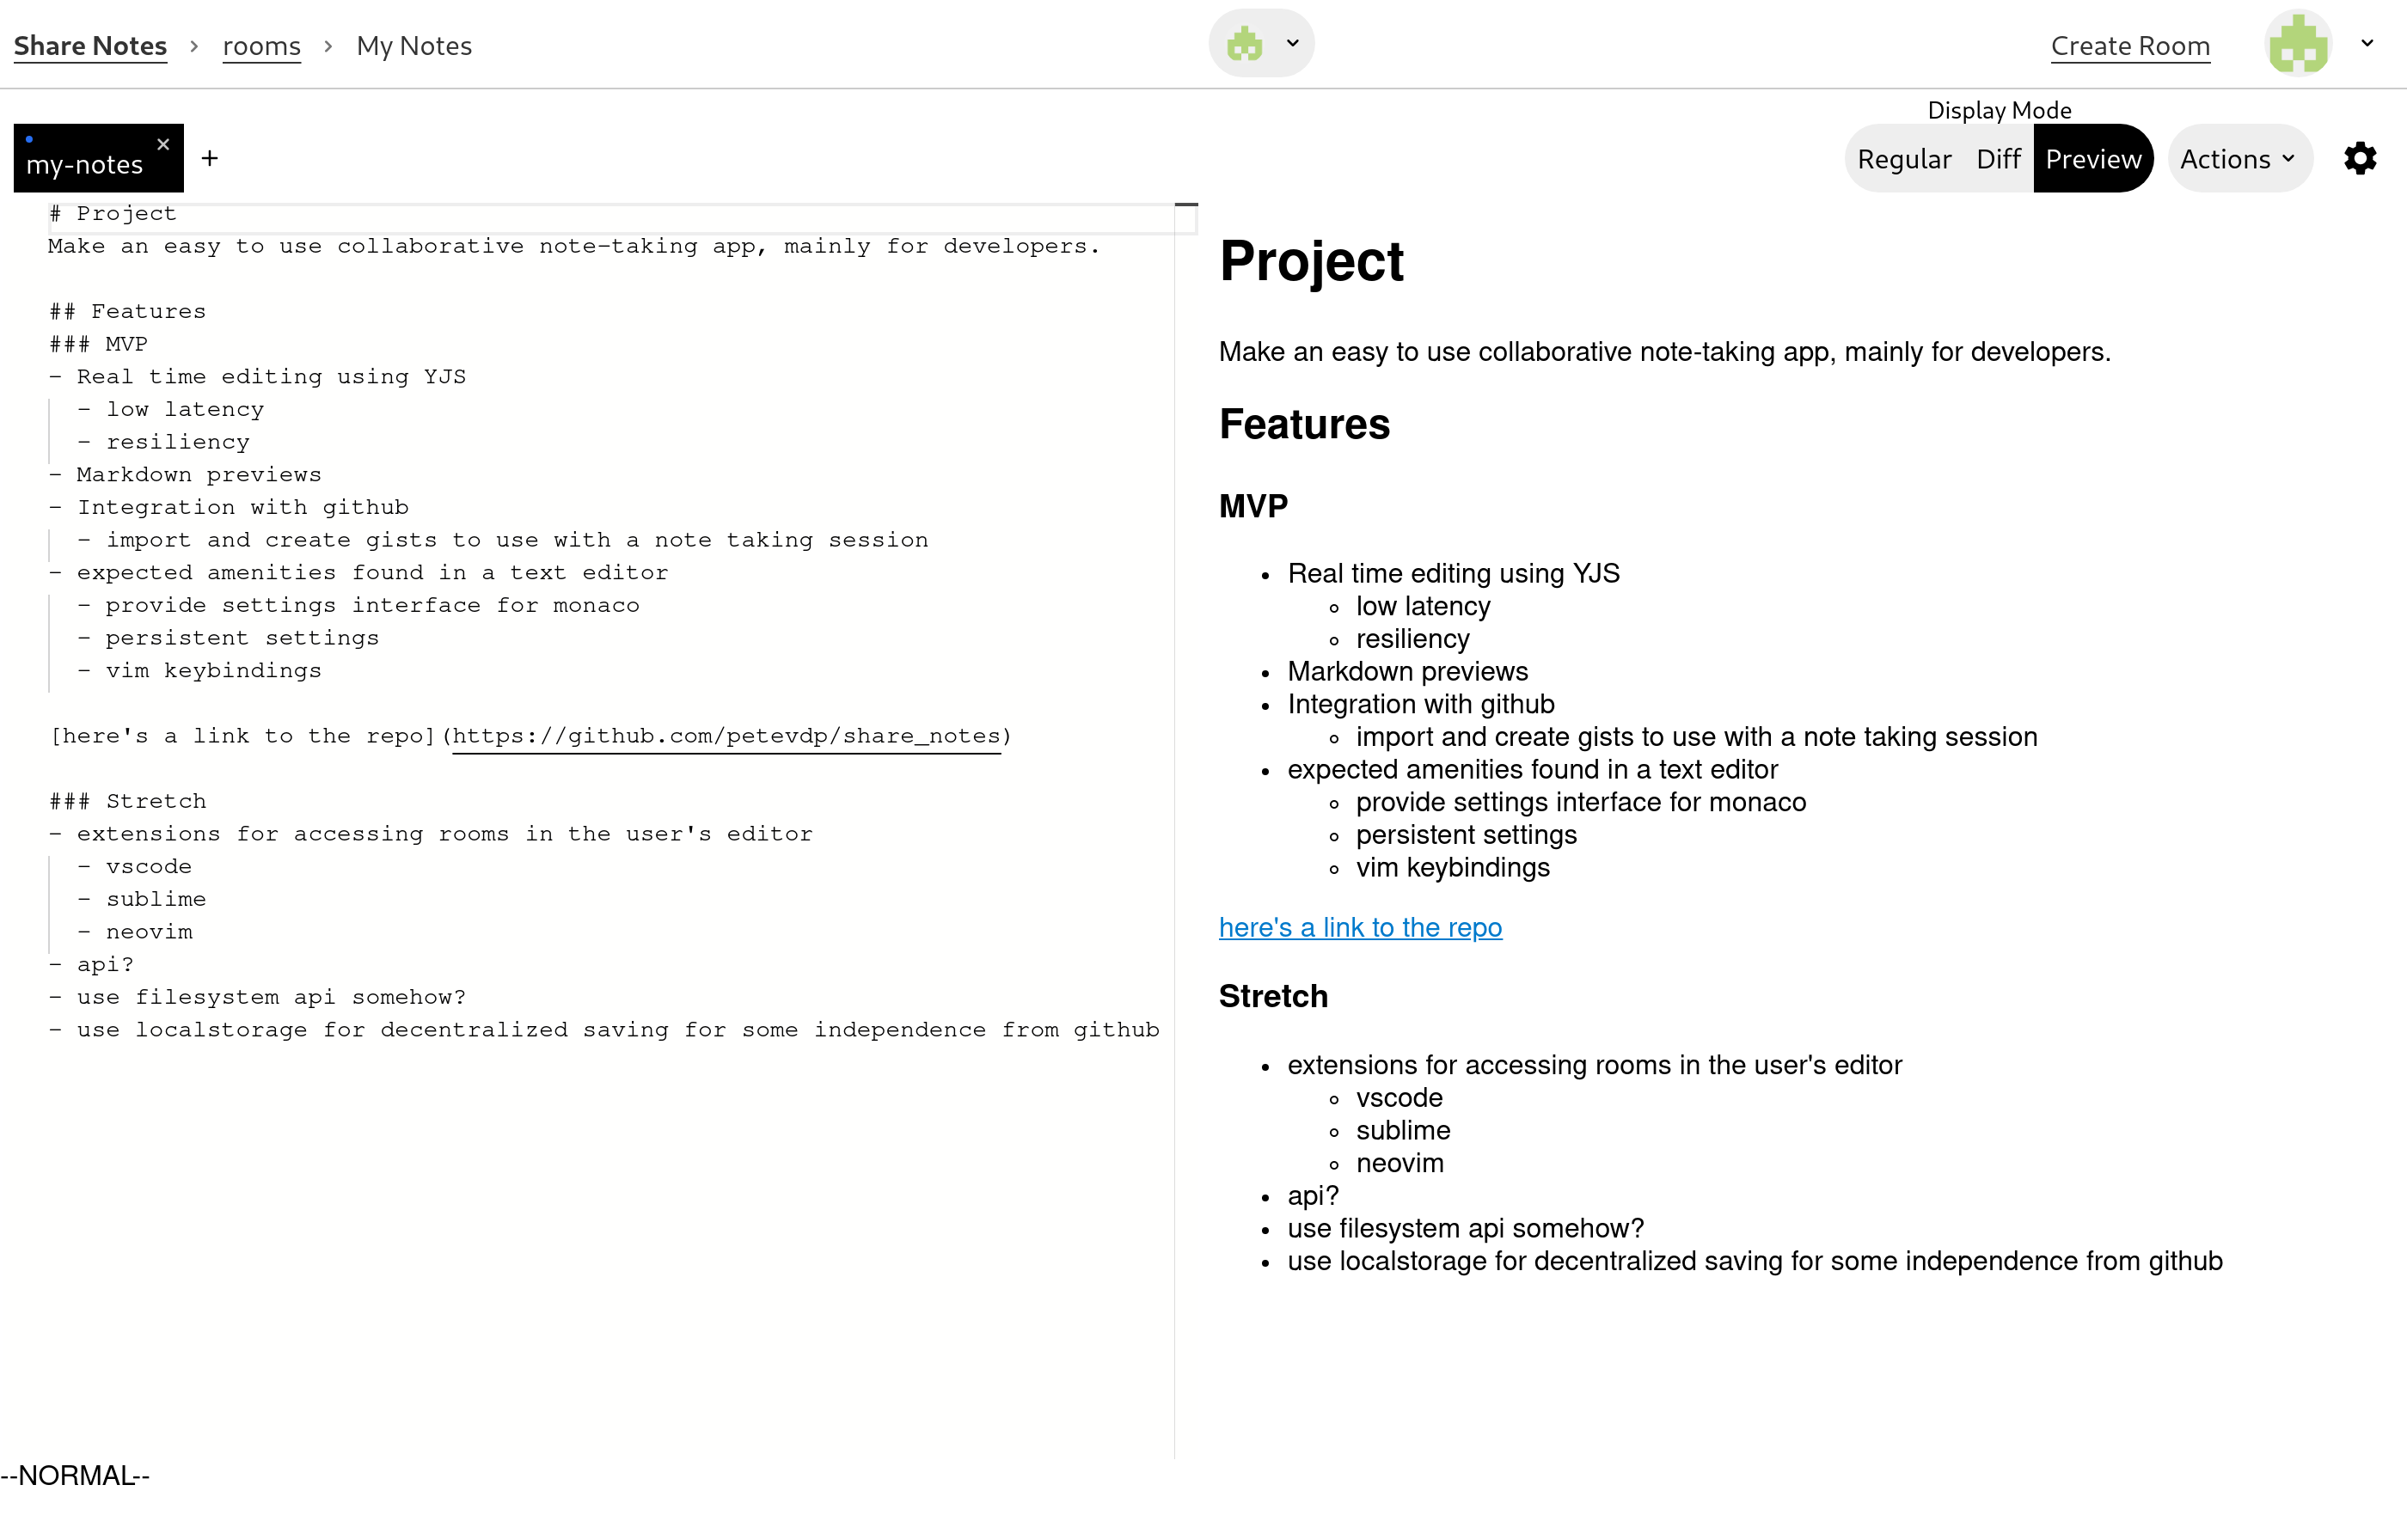 Share Notes › rooms › My Notes
Create Room
Display Mode
my-notes × +
Regular Diff Preview Actions
# Project
Make an easy to use collaborative note-taking app, mainly for developers.
## Features
### MVP
- Real time editing using YJS
- low latency
- resiliency
- Markdown previews
- Integration with github
- import and create gists to use with a note taking session
- expected amenities found in a text editor
- provide settings interface for monaco
- persistent settings
- vim keybindings
[here's a link to the repo](https://github.com/petevdp/share_notes)
### Stretch
- extensions for accessing rooms in the user's editor
- vscode
- sublime
- neovim
- api?
- use filesystem api somehow?
- use localstorage for decentralized saving for some independence from github
Project
Make an easy to use collaborative note-taking app, mainly for developers.
Features
MVP
• Real time editing using YJS
◦ low latency
◦ resiliency
• Markdown previews
• Integration with github
◦ import and create gists to use with a note taking session
• expected amenities found in a text editor
◦ provide settings interface for monaco
◦ persistent settings
◦ vim keybindings
here's a link to the repo
Stretch
• extensions for accessing rooms in the user's editor
◦ vscode
◦ sublime
◦ neovim
• api?
• use filesystem api somehow?
• use localstorage for decentralized saving for some independence from github
--NORMAL--